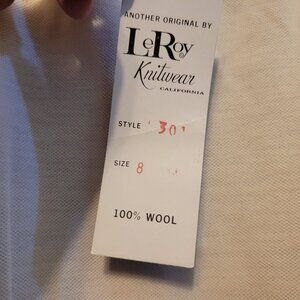 ANOTHER ORIGINAL BY
LeRoy
Knitwear
CALIFORNIA
STYLE 301
SIZE 8
100% WOOL